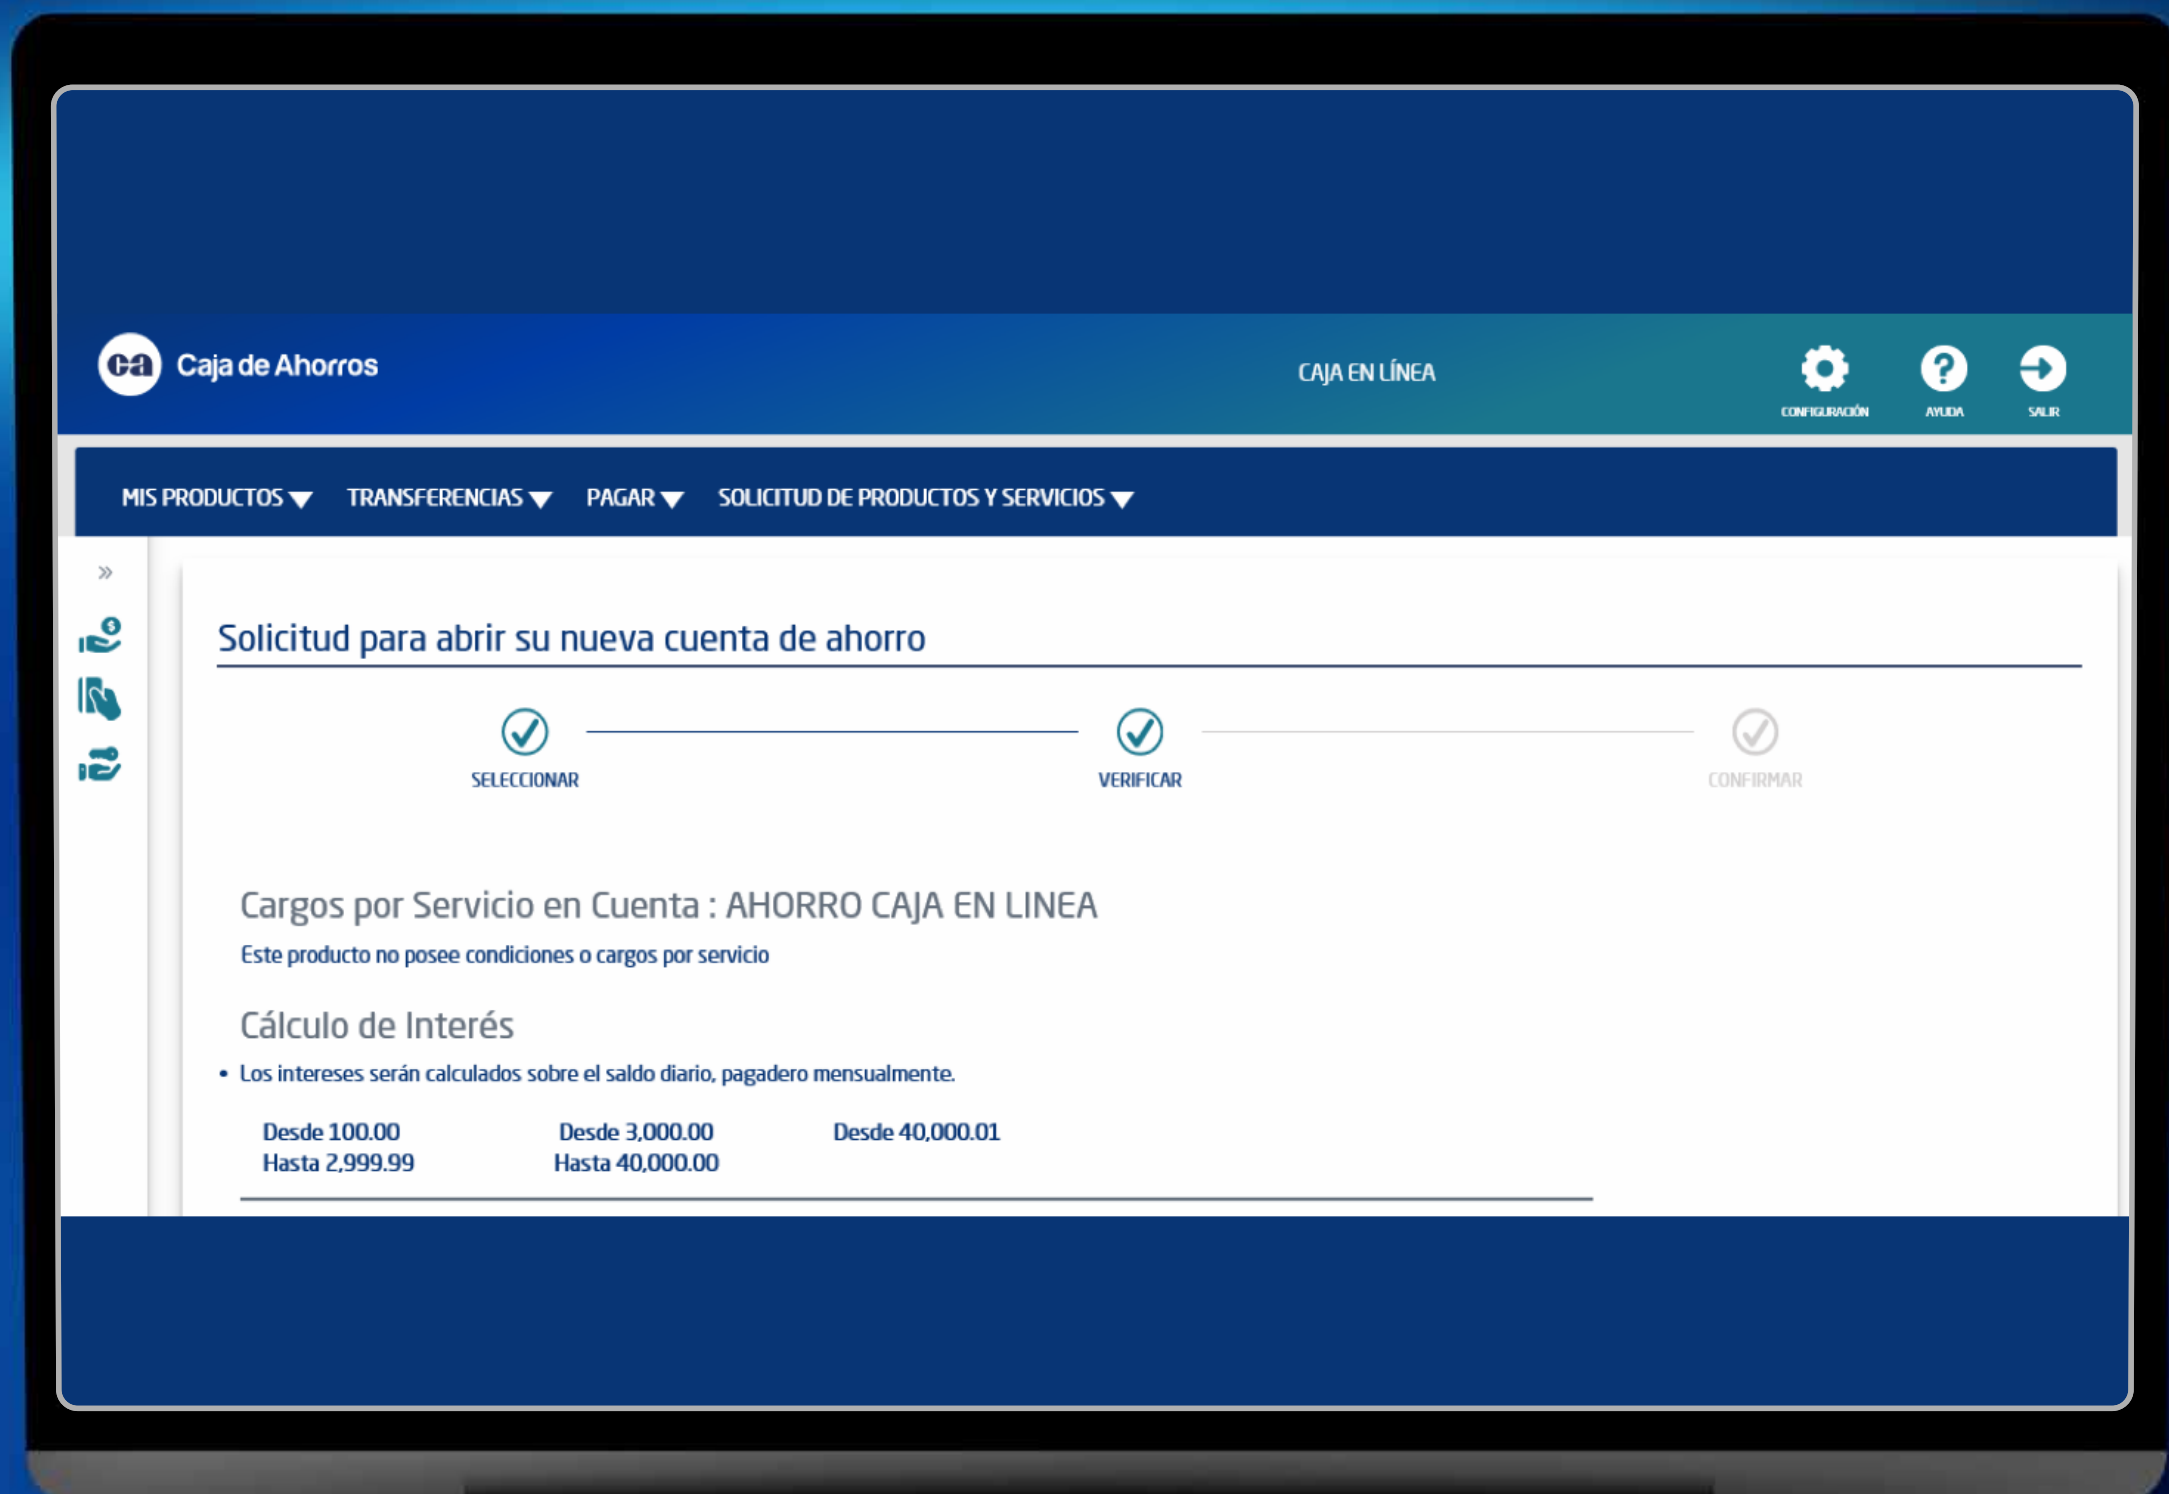 ca Caja de Ahorros
CAJA EN LÍNEA
CONFIGURACIÓN
AYUDA
SALIR
MIS PRODUCTOS TRANSFERENCIAS PAGAR SOLICITUD DE PRODUCTOS Y SERVICIOS
Solicitud para abrir su nueva cuenta de ahorro
SELECCIONAR
VERIFICAR
CONFIRMAR
Cargos por Servicio en Cuenta : AHORRO CAJA EN LINEA
Este producto no posee condiciones o cargos por servicio
Cálculo de Interés
• Los intereses serán calculados sobre el saldo diario, pagadero mensualmente.
Desde 100.00 Desde 3,000.00 Desde 40,000.01
Hasta 2,999.99 Hasta 40,000.00